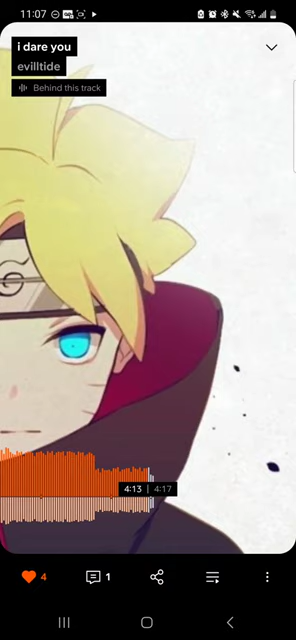 11:07
i dare you
evilltide
Behind this track
4:13 | 4:17
4
1